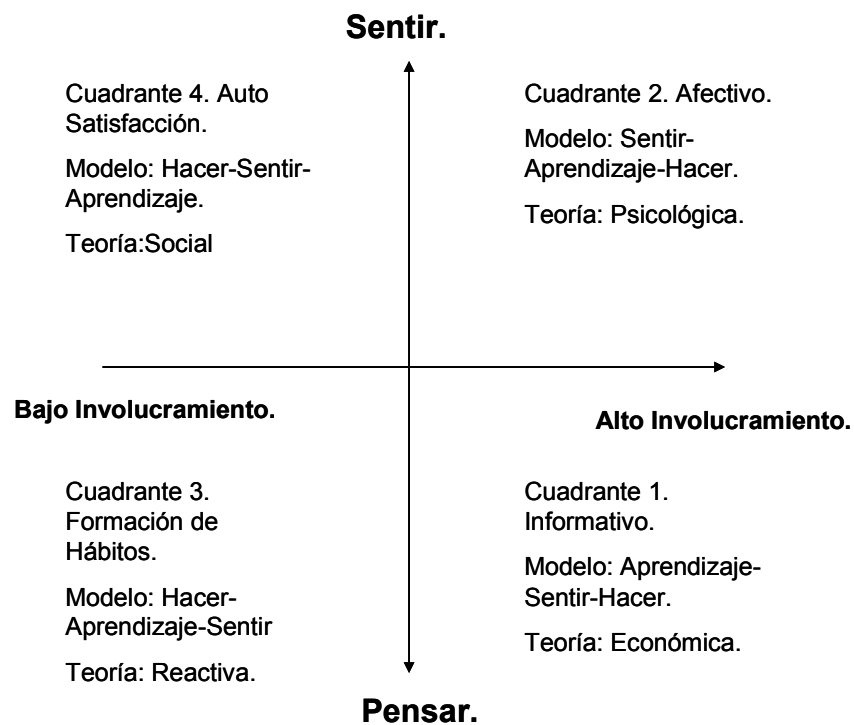 Sentir.
Cuadrante 4. Auto
Satisfacción.
Modelo: Hacer-Sentir-
Aprendizaje.
Teoría:Social
Cuadrante 2. Afectivo.
Modelo: Sentir-
Aprendizaje-Hacer.
Teoría: Psicológica.
Bajo Involucramiento.
Alto Involucramiento.
Cuadrante 3.
Formación de
Hábitos.
Modelo: Hacer-
Aprendizaje-Sentir
Teoría: Reactiva.
Cuadrante 1.
Informativo.
Modelo: Aprendizaje-
Sentir-Hacer.
Teoría: Económica.
Pensar.